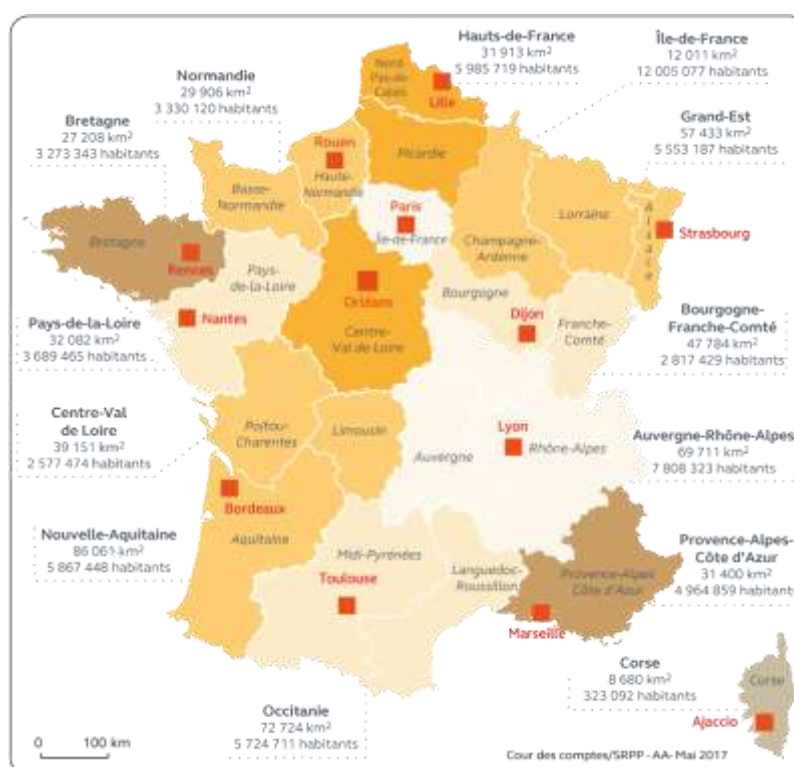 Hauts-de-France
31 913 km²
5 985 719 habitants
Île-de-France
12 011 km²
12 005 077 habitants
Normandie
29 906 km²
3 330 120 habitants
Bretagne
27 208 km²
3 273 343 habitants
Grand-Est
57 433 km²
5 553 187 habitants
Nord
Pas-de-
Calais
Lille
Picardie
Rouen
Haute-
Normandie
Basse-
Normandie
Paris
Île-de-France
Champagne-
Ardenne
Lorraine
Alsace
Strasbourg
Bretagne
Rennes
Pays-
de-la-Loire
Nantes
Orléans
Centre-
Val de Loire
Bourgogne
Dijon
Franche-
Comté
Pays-de-la-Loire
32 082 km²
3 689 465 habitants
Bourgogne-
Franche-Comté
47 784 km²
2 817 429 habitants
Centre-Val
de Loire
39 151 km²
2 577 474 habitants
Poitou-
Charentes
Limousin
Auvergne
Lyon
Rhône-Alpes
Auvergne-Rhône-Alpes
69 711 km²
7 808 323 habitants
Bordeaux
Aquitaine
Nouvelle-Aquitaine
86 061 km²
5 867 448 habitants
Midi-Pyrénées
Toulouse
Languedoc-
Roussillon
Provence-Alpes
Côte d'Azur
Marseille
Provence-Alpes-
Côte d'Azur
31 400 km²
4 964 859 habitants
Corse
8 680 km²
323 092 habitants
Corse
Ajaccio
Occitanie
72 724 km²
5 724 711 habitants
0 100 km
Cour des comptes/SRPP - AA- Mai 2017